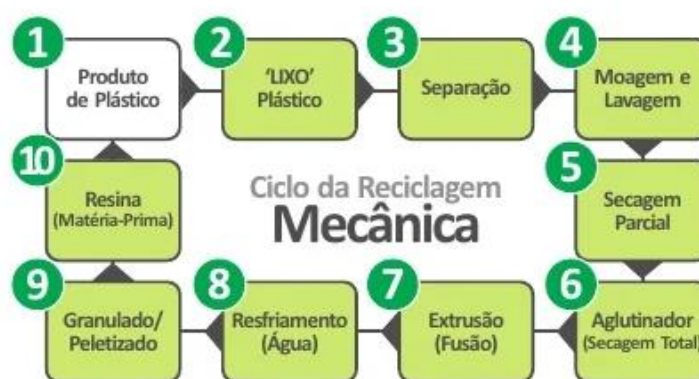 1
Produto
de Plástico
2
'LIXO'
Plástico
3
Separação
4
Moagem e
Lavagem
5
Secagem
Parcial
6
Aglutinador
(Secagem Total)
7
Extrusão
(Fusão)
8
Resfriamento
(Água)
9
Granulado/
Peletizado
10
Resina
(Matéria-Prima)
Ciclo da Reciclagem
Mecânica